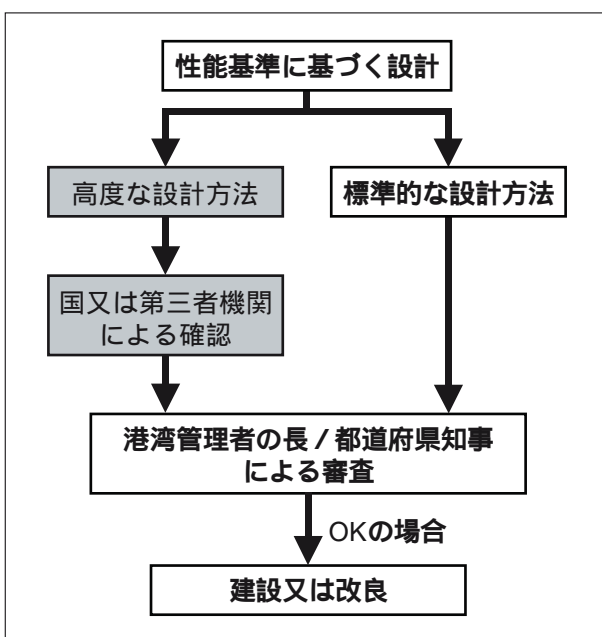 性能基準に基づく設計
高度な設計方法
標準的な設計方法
国又は第三者機関
による確認
港湾管理者の長 / 都道府県知事
による審査
OKの場合
建設又は改良